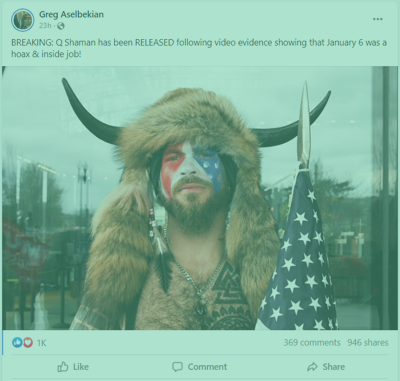 Greg Aselbekian
23h ·
BREAKING: Q Shaman has been RELEASED following video evidence showing that January 6 was a
hoax & inside job!
1K 369 comments 946 shares
Like Comment Share